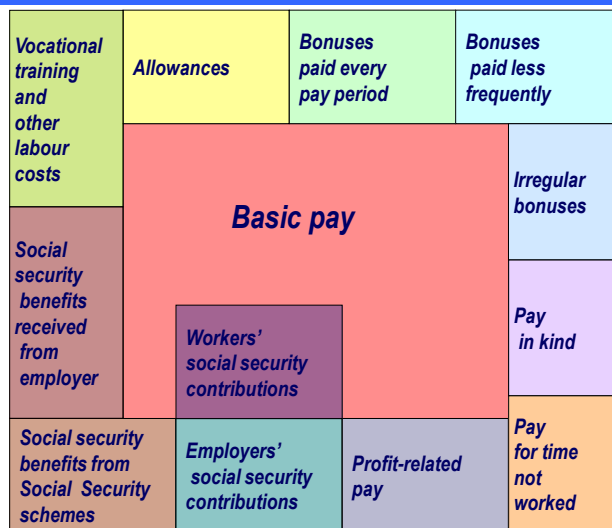 Vocational
training
and
other
labour
costs
Allowances
Bonuses
paid every
pay period
Bonuses
paid less
frequently
Basic pay
Irregular
bonuses
Social
security
benefits
received
from
employer
Pay
in kind
Workers'
social security
contributions
Social security
benefits from
Social Security
schemes
Employers'
social security
contributions
Profit-related
pay
Pay
for time
not
worked